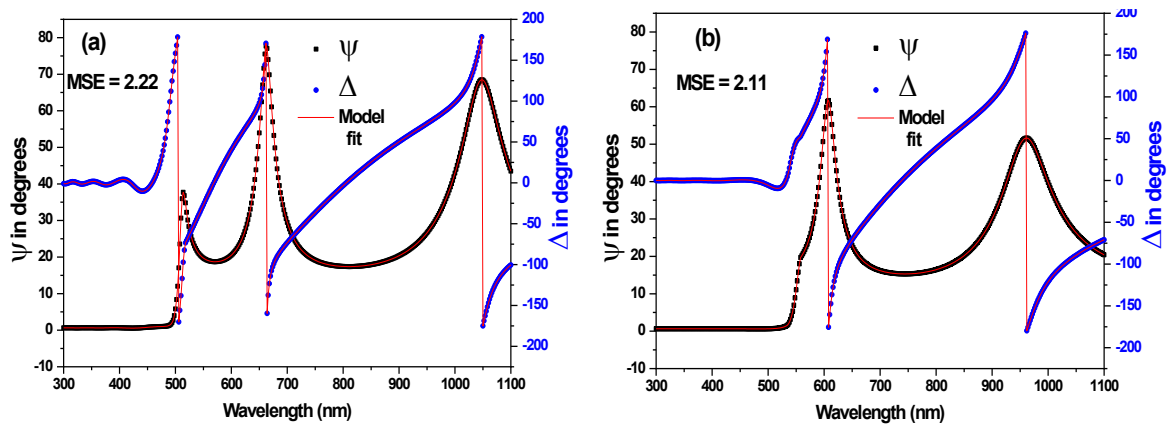 (a)
MSE = 2.22
Ψ
Δ
Model
fit
80
70
60
50
40
30
20
10
0
-10
Ψ in degrees
200
150
100
50
0
-50
-100
-150
-200
Δ in degrees
300 400 500 600 700 800 900 1000 1100
Wavelength (nm)
(b)
MSE = 2.11
Ψ
Δ
Model
fit
80
70
60
50
40
30
20
10
0
-10
Ψ in degrees
200
150
100
50
0
-50
-100
-150
-200
Δ in degrees
300 400 500 600 700 800 900 1000 1100
Wavelength (nm)